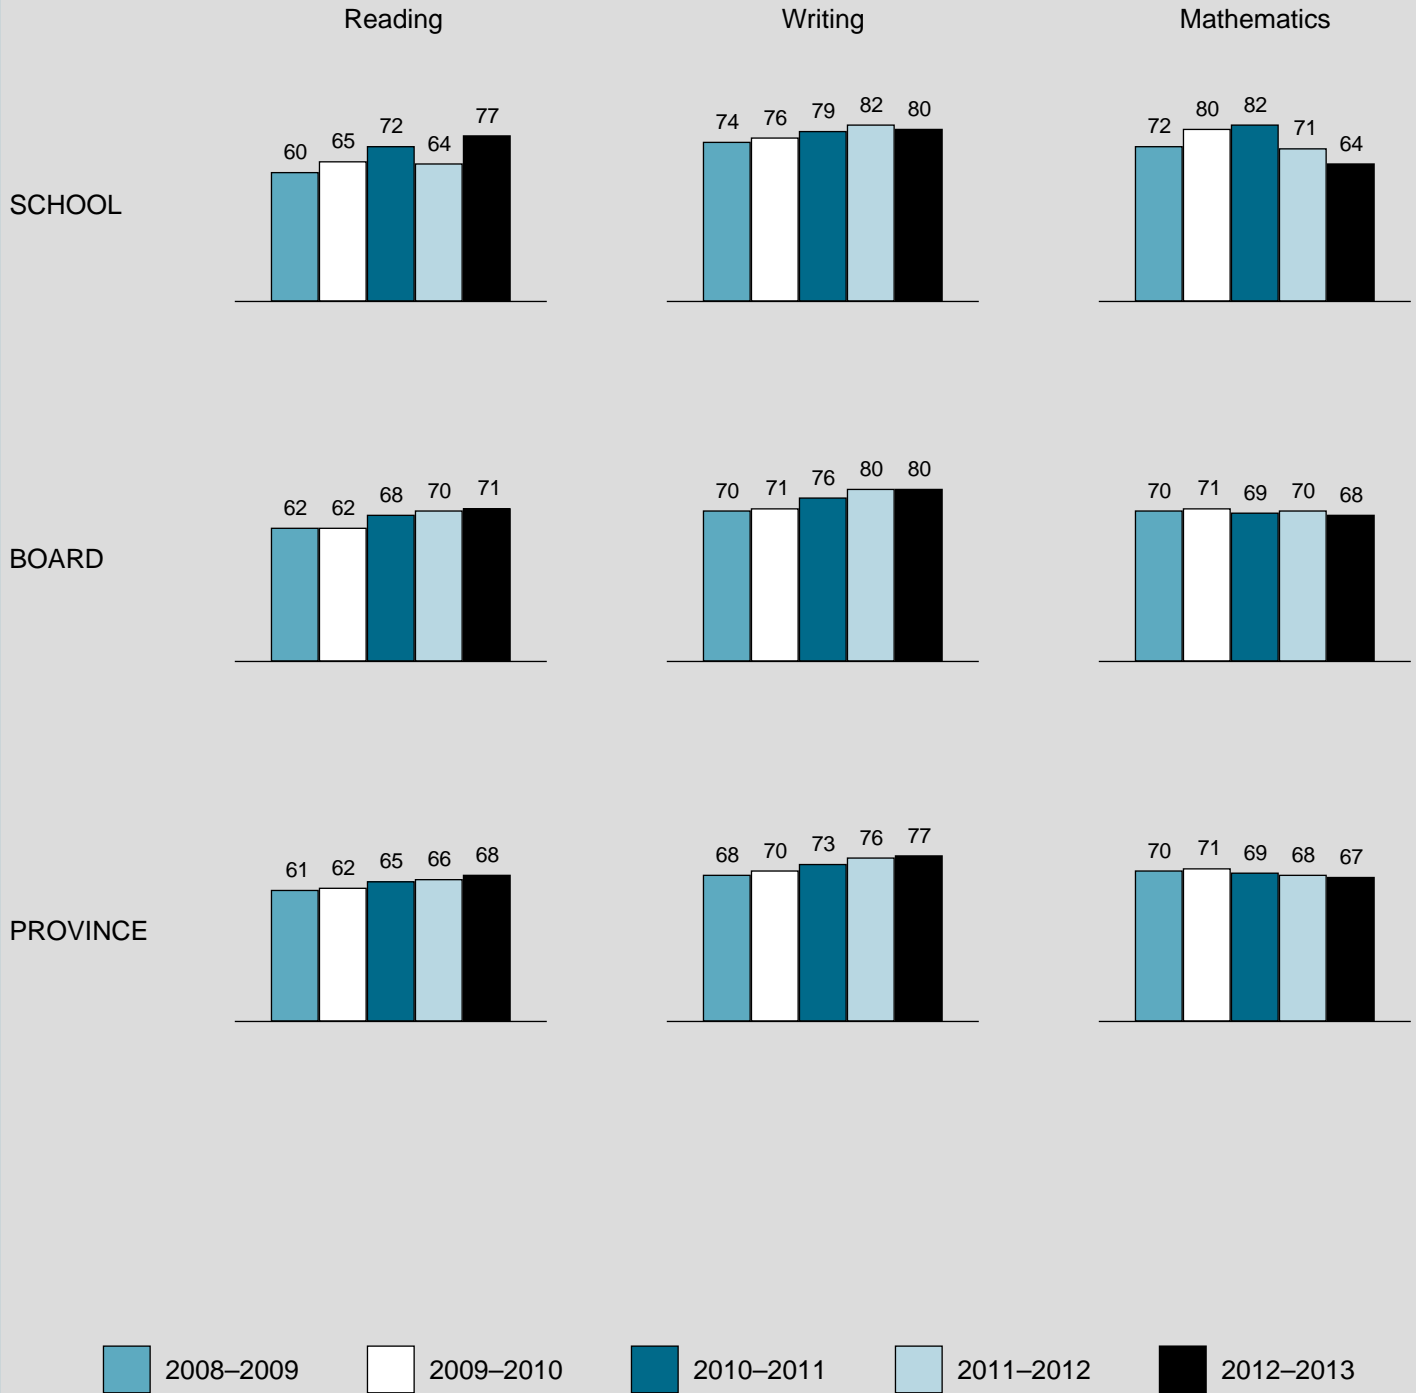 Reading Writing Mathematics
60 65 72 64 77
74 76 79 82 80
72 80 82 71 64
SCHOOL
62 62 68 70 71
70 71 76 80 80
70 71 69 70 68
BOARD
61 62 65 66 68
68 70 73 76 77
70 71 69 68 67
PROVINCE
2008–2009 2009–2010 2010–2011 2011–2012 2012–2013